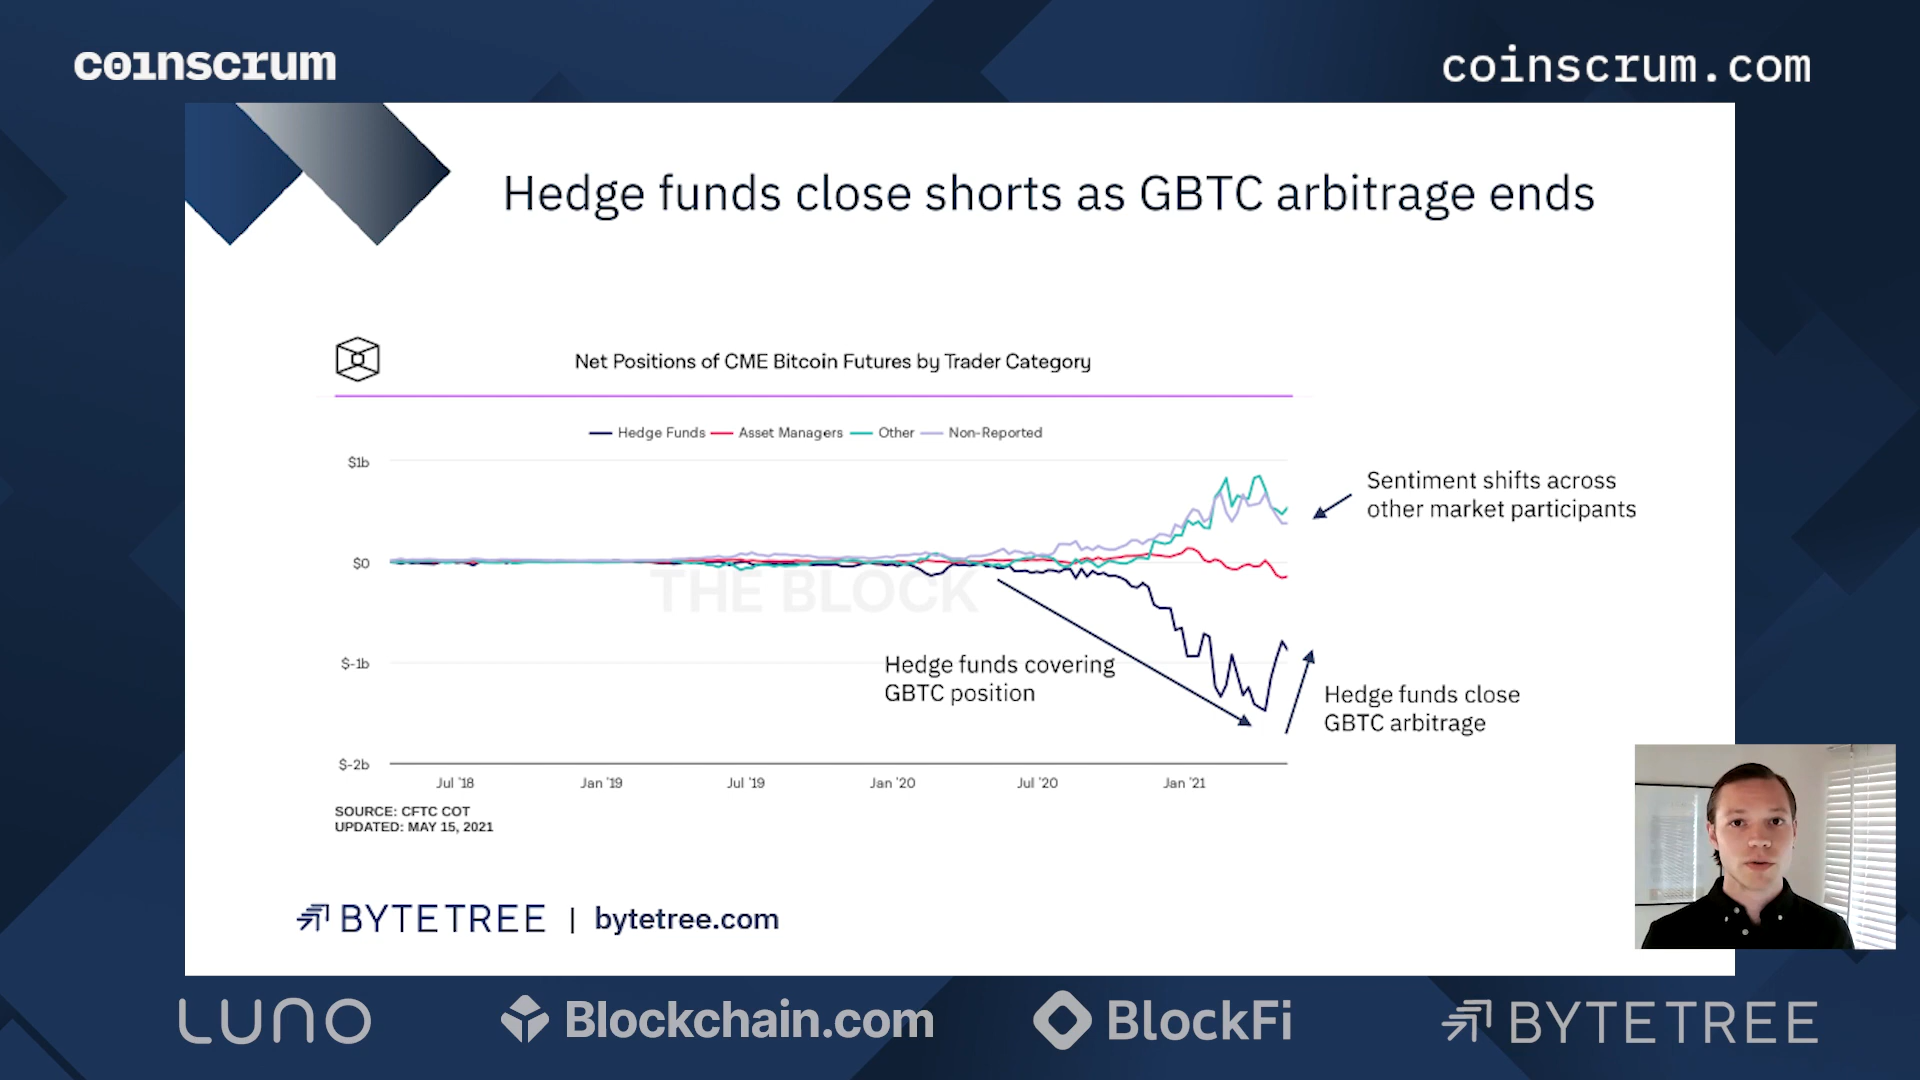 coinscrum
coinscrum.com
Hedge funds close shorts as GBTC arbitrage ends
Net Positions of CME Bitcoin Futures by Trader Category
Hedge Funds Asset Managers Other Non-Reported
$1b
$0
$-1b
$-2b
THE BLOCK
Sentiment shifts across
other market participants
Hedge funds covering
GBTC position
Hedge funds close
GBTC arbitrage
Jul '18 Jan '19 Jul '19 Jan '20 Jul '20 Jan '21
SOURCE: CFTC COT
UPDATED: MAY 15, 2021
BYTETREE | bytetree.com
LUNO
Blockchain.com
BlockFi
BYTETREE